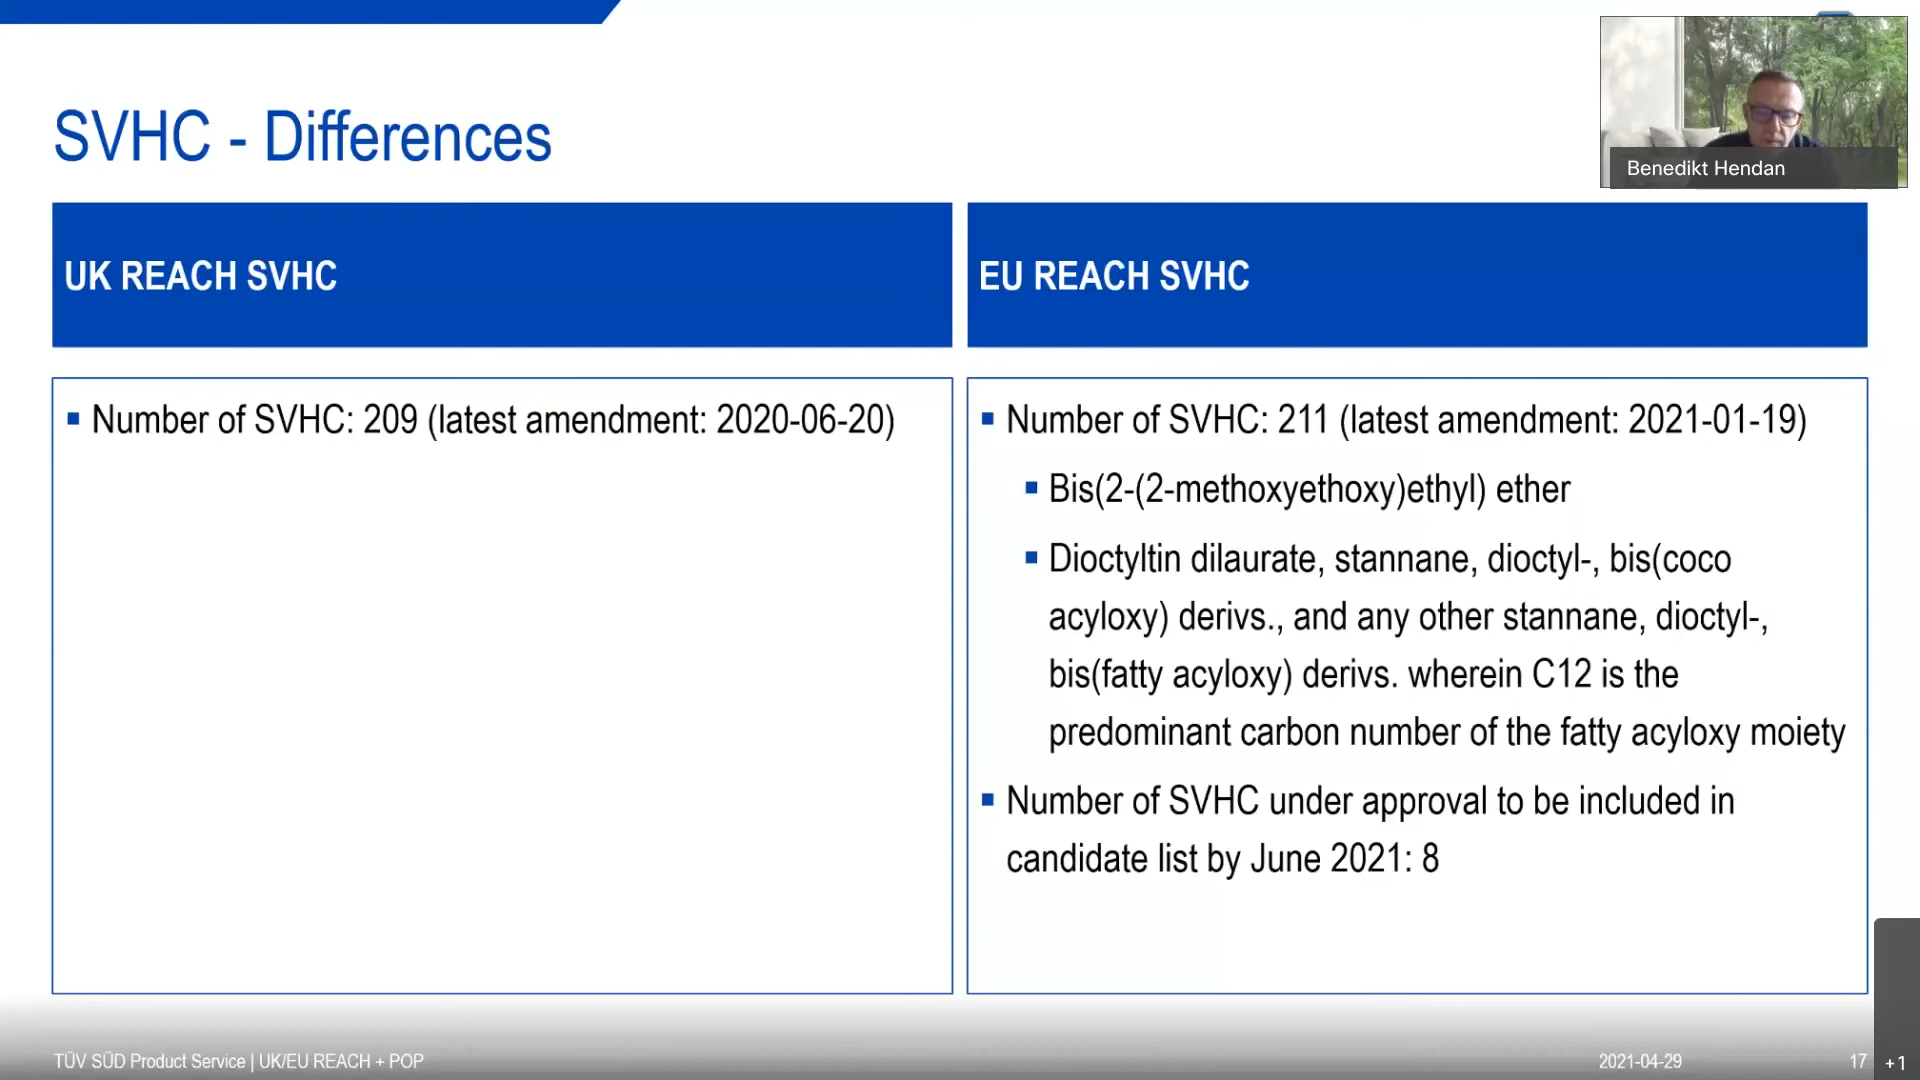 SVHC - Differences
Benedikt Hendan
UK REACH SVHC
EU REACH SVHC
▪ Number of SVHC: 209 (latest amendment: 2020-06-20)
▪ Number of SVHC: 211 (latest amendment: 2021-01-19)
▪ Bis(2-(2-methoxyethoxy)ethyl) ether
▪ Dioctyltin dilaurate, stannane, dioctyl-, bis(coco
acyloxy) derivs., and any other stannane, dioctyl-,
bis(fatty acyloxy) derivs. wherein C12 is the
predominant carbon number of the fatty acyloxy moiety
▪ Number of SVHC under approval to be included in
candidate list by June 2021: 8
TÜV SÜD Product Service | UK/EU REACH + POP
2021-04-29
17
+1